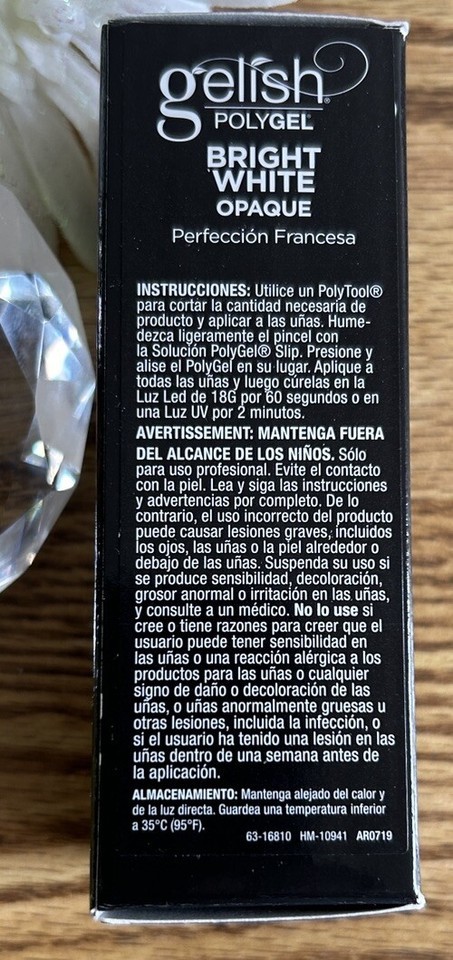 gelish®
POLYGEL®
BRIGHT
WHITE
OPAQUE
Perfección Francesa
INSTRUCCIONES: Utilice un PolyTool®
para cortar la cantidad necesaria de
producto y aplicar a las uñas. Hume-
dezca ligeramente el pincel con
la Solución PolyGel® Slip. Presione y
alise el PolyGel en su lugar. Aplique a
todas las uñas y luego cúrelas en la
Luz Led de 18G por 60 segundos o en
una Luz UV por 2 minutos.
AVERTISSEMENT: MANTENGA FUERA
DEL ALCANCE DE LOS NIÑOS. Sólo
para uso profesional. Evite el contacto
con la piel. Lea y siga las instrucciones
y advertencias por completo. De lo
contrario, el uso incorrecto del producto
puede causar lesiones graves, incluidos
los ojos, las uñas o la piel alrededor o
debajo de las uñas. Suspenda su uso si
se produce sensibilidad, decoloración,
grosor anormal o irritación en las uñas,
y consulte a un médico. No lo use si
cree o tiene razones para creer que el
usuario puede tener sensibilidad en
las uñas o una reacción alérgica a los
productos para las uñas o cualquier
signo de daño o decoloración de las
uñas, o uñas anormalmente gruesas u
otras lesiones, incluida la infección, o
si el usuario ha tenido una lesión en las
uñas dentro de una semana antes de
la aplicación.
ALMACENAMIENTO: Mantenga alejado del calor y
de la luz directa. Guardea una temperatura inferior
a 35°C (95°F).
63-16810 HM-10941 AR0719